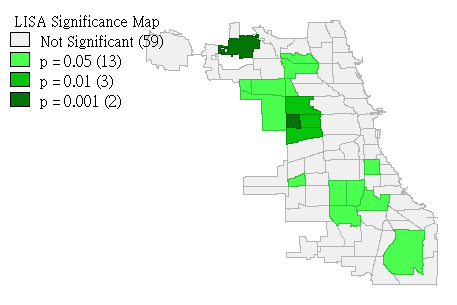 LISA Significance Map
Not Significant (59)
p = 0.05 (13)
p = 0.01 (3)
p = 0.001 (2)